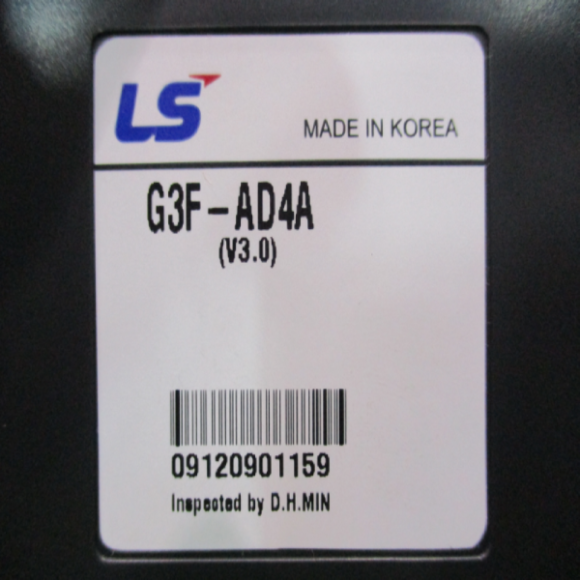 LS
MADE IN KOREA
G3F-AD4A
(V3.0)
09120901159
Inspected by D.H.MIN